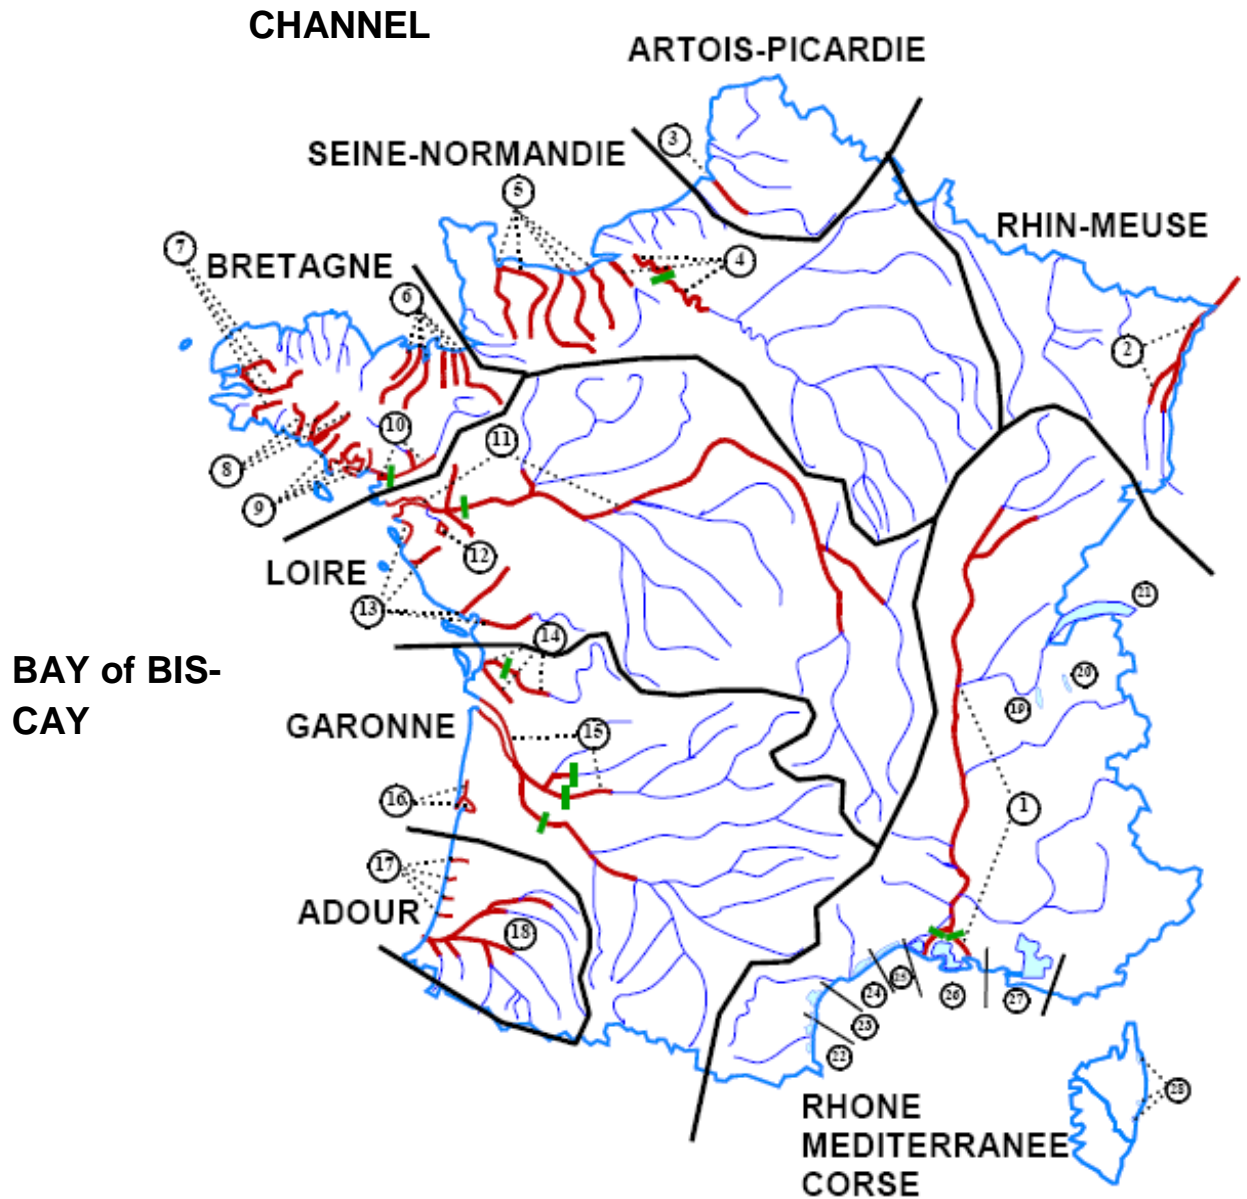 CHANNEL
ARTOIS-PICARDIE
3
SEINE-NORMANDIE
5
RHIN-MEUSE
7
BRETAGNE
4
6
2
10
11
8
9
12
LOIRE
21
13
14
BAY of BIS-
CAY
20
19
GARONNE
15
16
1
17
ADOUR
18
25
24
26
27
23
22
28
RHONE
MEDITERRANEE
CORSE